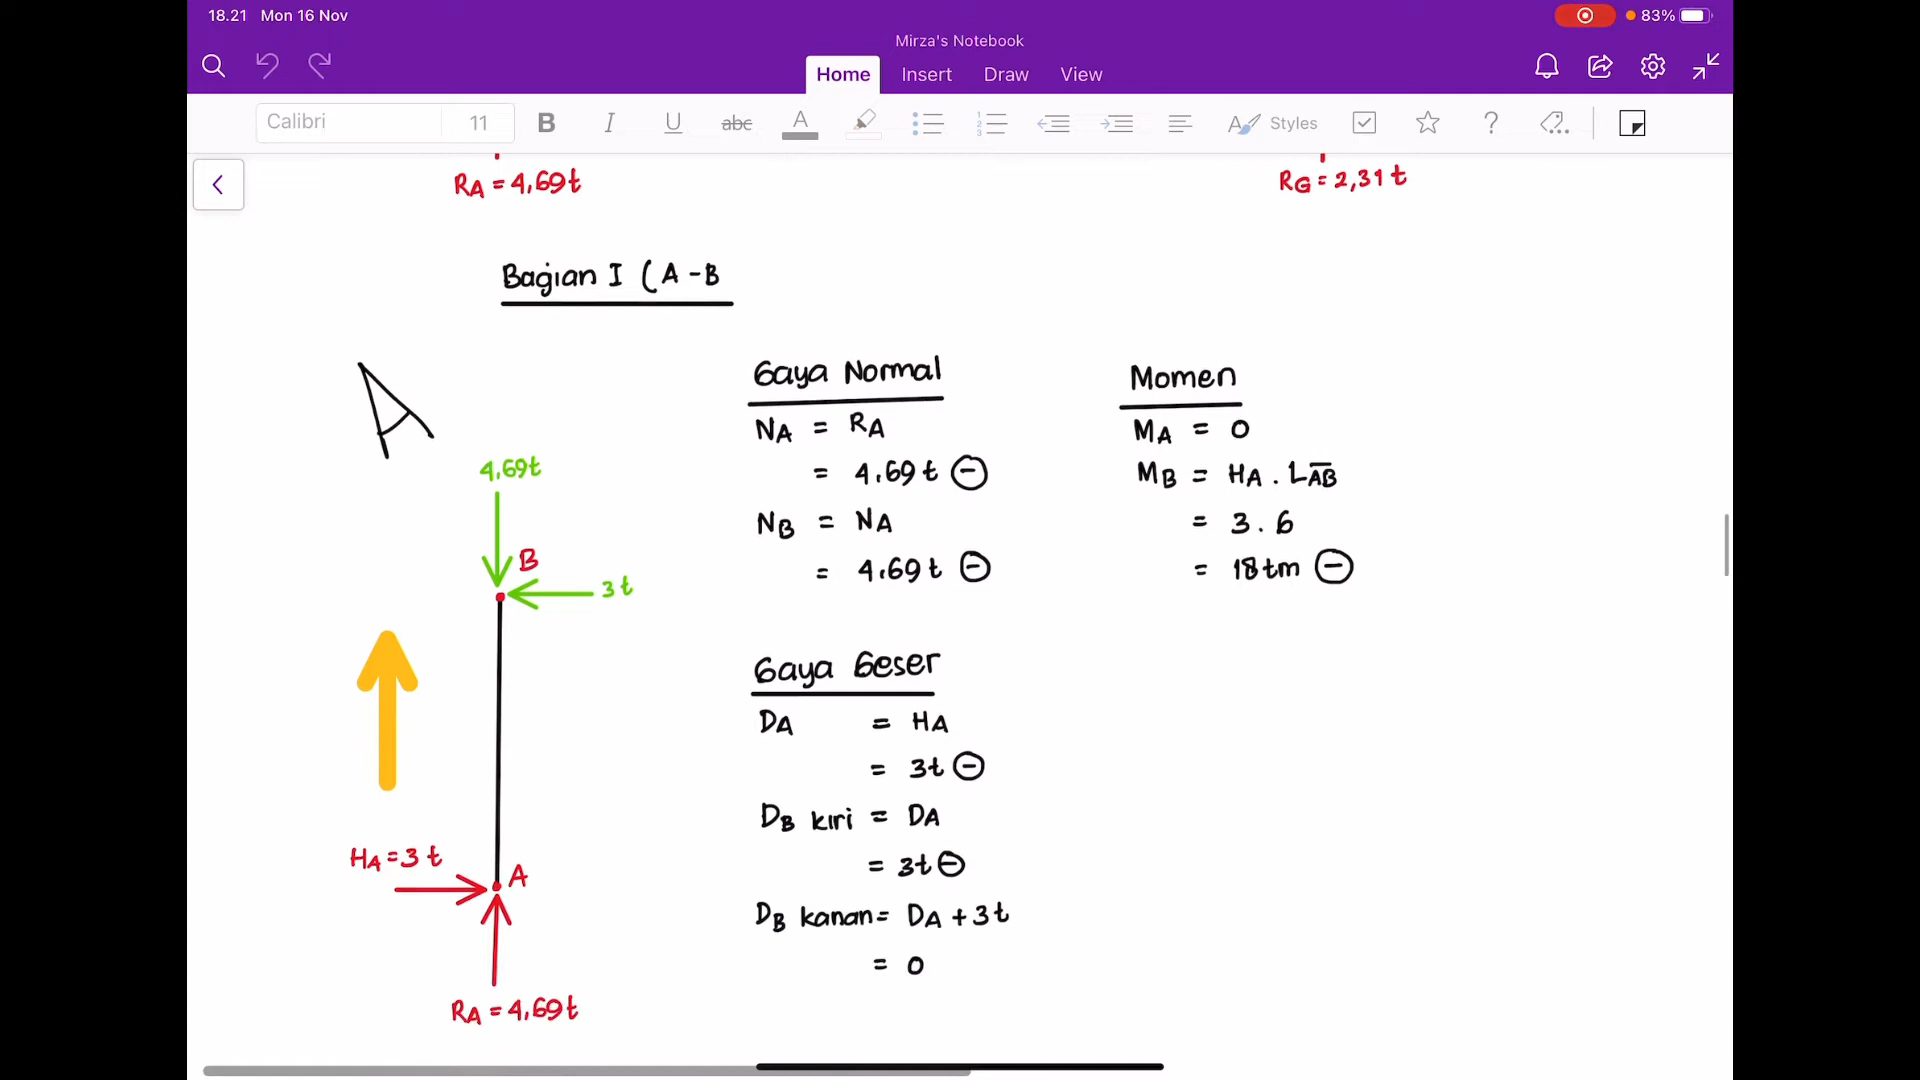 18.21 Mon 16 Nov
83%
Mirza's Notebook
Home Insert Draw View
Calibri 11 B I U abc A Styles ?
RA = 4,69t
RG = 2,31 t
Bagian I (A-B
Gaya Normal
NA = RA
= 4.69 t ⊖
NB = NA
= 4.69 t ⊖
Momen
MA = 0
MB = HA . LAB
= 3 . 6
= 18 tm ⊖
4.69t
B
3 t
Gaya Geser
DA = HA
= 3t ⊖
DB kiri = DA
= 3t ⊖
DB kanan = DA + 3t
= 0
HA = 3 t
A
RA = 4,69t